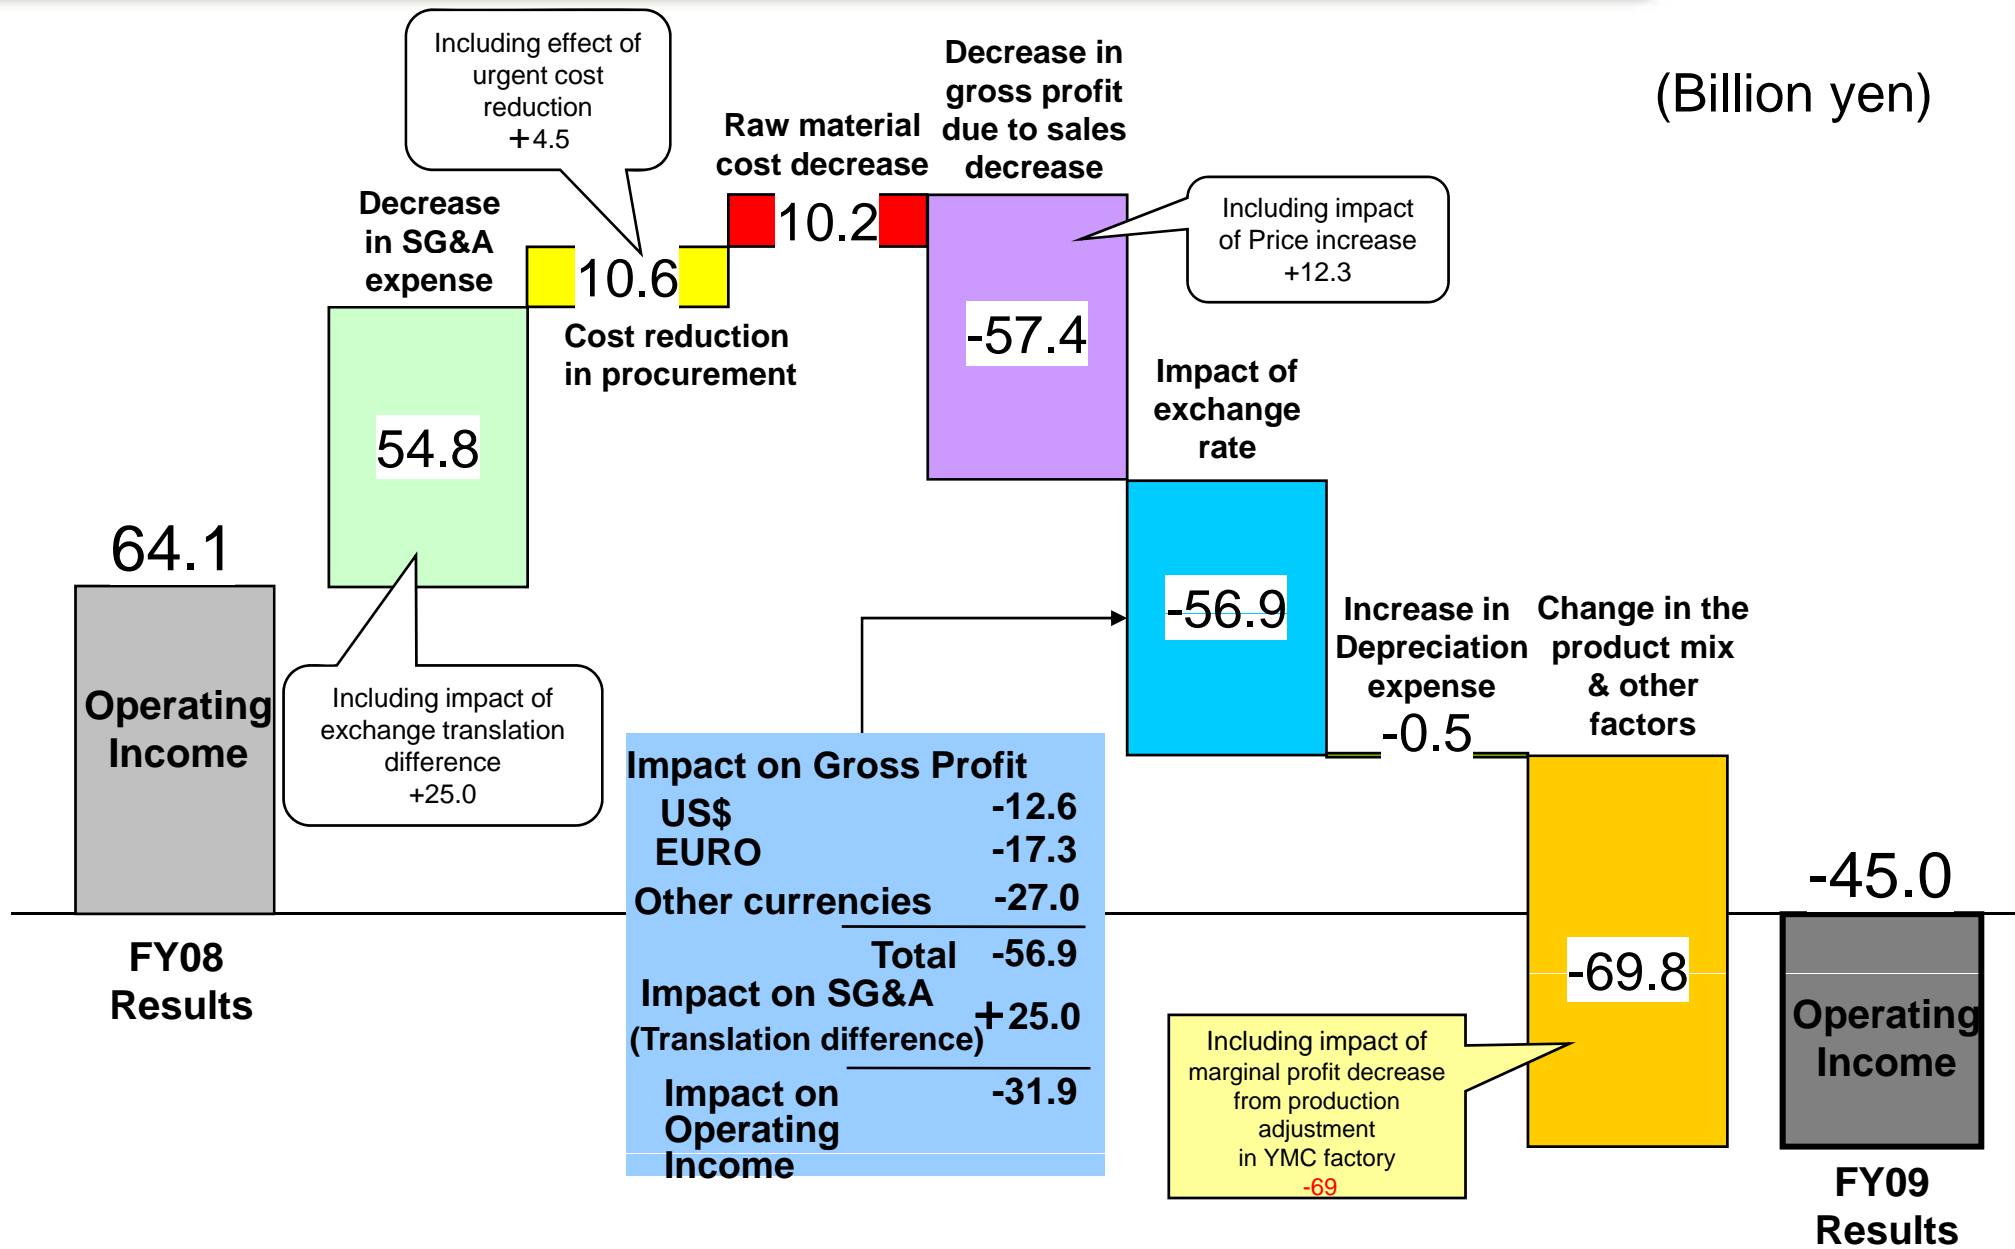 (Billion yen)
Including effect of
urgent cost
reduction
+4.5
Decrease in
gross profit
due to sales
decrease
Raw material
cost decrease
10.2
Decrease
in SG&A
expense
10.6
Cost reduction
in procurement
Including impact
of Price increase
+12.3
-57.4
54.8
Impact of
exchange
rate
-56.9
64.1
Operating
Income
FY08
Results
Including impact of
exchange translation
difference
+25.0
Increase in
Depreciation
expense
-0.5
Change in the
product mix
& other
factors
-69.8
Impact on Gross Profit
US$ -12.6
EURO -17.3
Other currencies -27.0
Total -56.9
Impact on SG&A
(Translation difference) +25.0
Impact on -31.9
Operating
Income
Including impact of
marginal profit decrease
from production
adjustment
in YMC factory
-69
-45.0
Operating
Income
FY09
Results